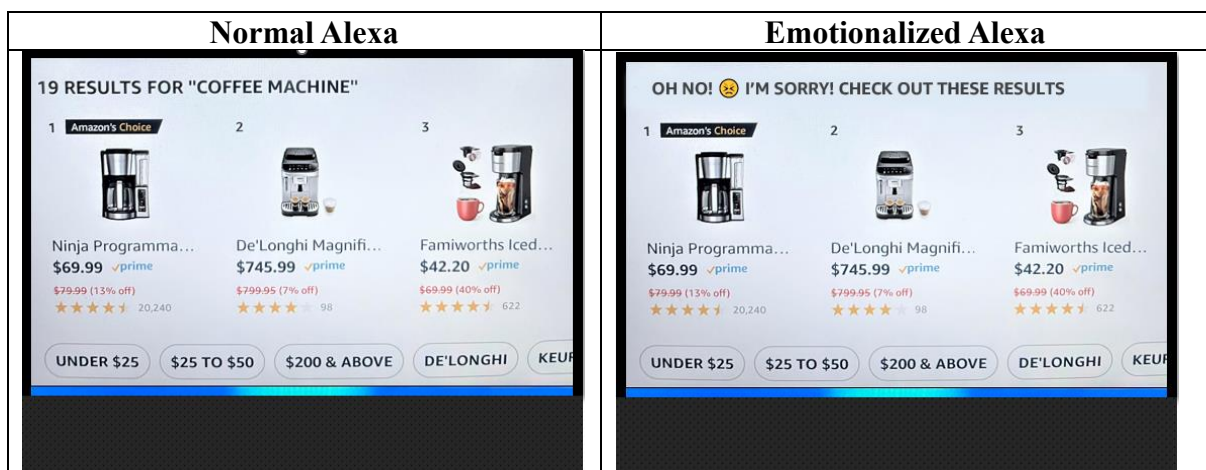 Normal Alexa
Emotionalized Alexa
19 RESULTS FOR "COFFEE MACHINE"
1 Amazon's Choice 2 3
Ninja Programma... De'Longhi Magnifi... Famiworths Iced...
$69.99 prime $745.99 prime $42.20 prime
$79.99 (13% off) $799.95 (7% off) $69.99 (40% off)
20,240 98 622
UNDER $25 $25 TO $50 $200 & ABOVE DE'LONGHI KEUR
OH NO! 😣 I'M SORRY! CHECK OUT THESE RESULTS
1 Amazon's Choice 2 3
Ninja Programma... De'Longhi Magnifi... Famiworths Iced...
$69.99 prime $745.99 prime $42.20 prime
$79.99 (13% off) $799.95 (7% off) $69.99 (40% off)
20,240 98 622
UNDER $25 $25 TO $50 $200 & ABOVE DE'LONGHI KEU